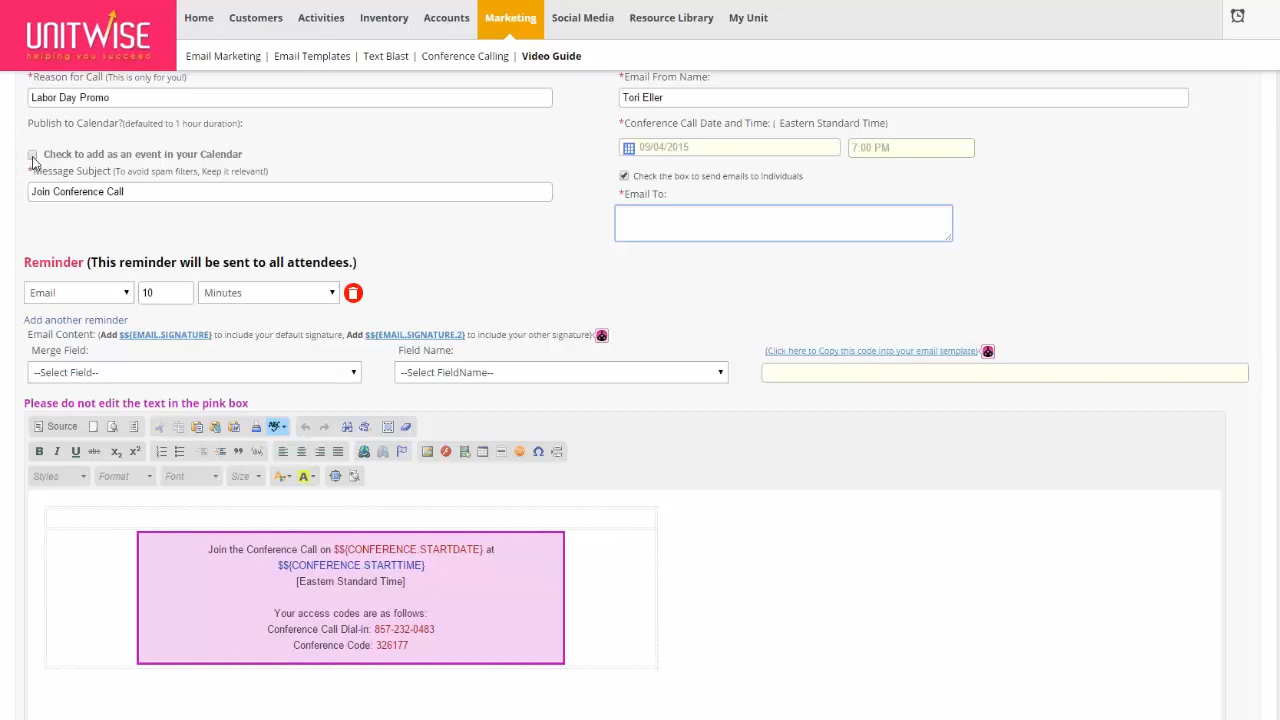 UNITWISE
helping you succeed
Home Customers Activities Inventory Accounts Marketing Social Media Resource Library My Unit
Email Marketing | Email Templates | Text Blast | Conference Calling | Video Guide
*Reason for Call (This is only for you!)
*Email From Name:
Labor Day Promo
Tori Eller
Publish to Calendar?(defaulted to 1 hour duration):
*Conference Call Date and Time: ( Eastern Standard Time)
09/04/2015
7:00 PM
Check to add as an event in your Calendar
*Message Subject (To avoid spam filters, Keep it relevant!)
Check the box to send emails to individuals
Join Conference Call
*Email To:
Reminder (This reminder will be sent to all attendees.)
Email 10 Minutes
Add another reminder
Email Content: (Add $${EMAIL.SIGNATURE} to include your default signature, Add $${EMAIL.SIGNATURE.2} to include your other signature)
Merge Field:
Field Name:
(Click here to Copy this code into your email template)
--Select Field--
--Select FieldName--
Please do not edit the text in the pink box
Source
ABC
B I U abc X2 X2
Styles Format Font Size A A
Join the Conference Call on $${CONFERENCE.STARTDATE} at
$${CONFERENCE.STARTTIME}
[Eastern Standard Time]
Your access codes are as follows:
Conference Call Dial-in: 857-232-0483
Conference Code: 326177